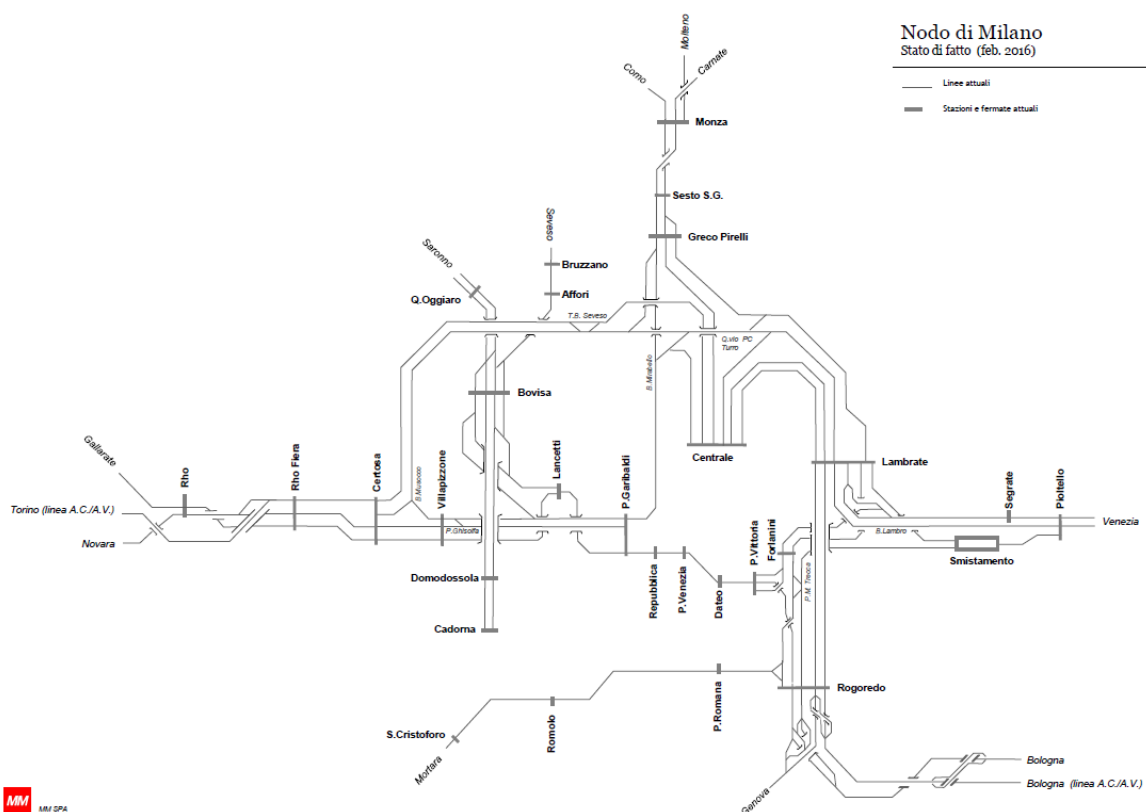 Nodo di Milano
Stato di fatto (feb. 2016)
Linee attuali
Stazioni e fermate attuali
Molteno
Como
Carnate
Monza
Sesto S.G.
Seveso
Greco Pirelli
Saronno
Bruzzano
Q.Oggiaro
Affori
T.B. Seveso
Q.vio PC
Turro
B.Mirabello
Bovisa
Gallarate
Rho
Rho Fiera
Certosa
B.Musocco
Villapizzone
Lancetti
P.Garibaldi
Centrale
Lambrate
Segrate
Pioltello
Torino (linea A.C./A.V.)
Venezia
P.Ghisolfa
B.Lambro
Novara
P.Vittoria
Forlanini
Smistamento
Domodossola
Repubblica
P.Venezia
Dateo
P.M. Trecca
Cadorna
Rogoredo
P.Romana
S.Cristoforo
Romolo
Mortara
Bologna
Bologna (linea A.C./A.V.)
Genova
MM
MM SPA